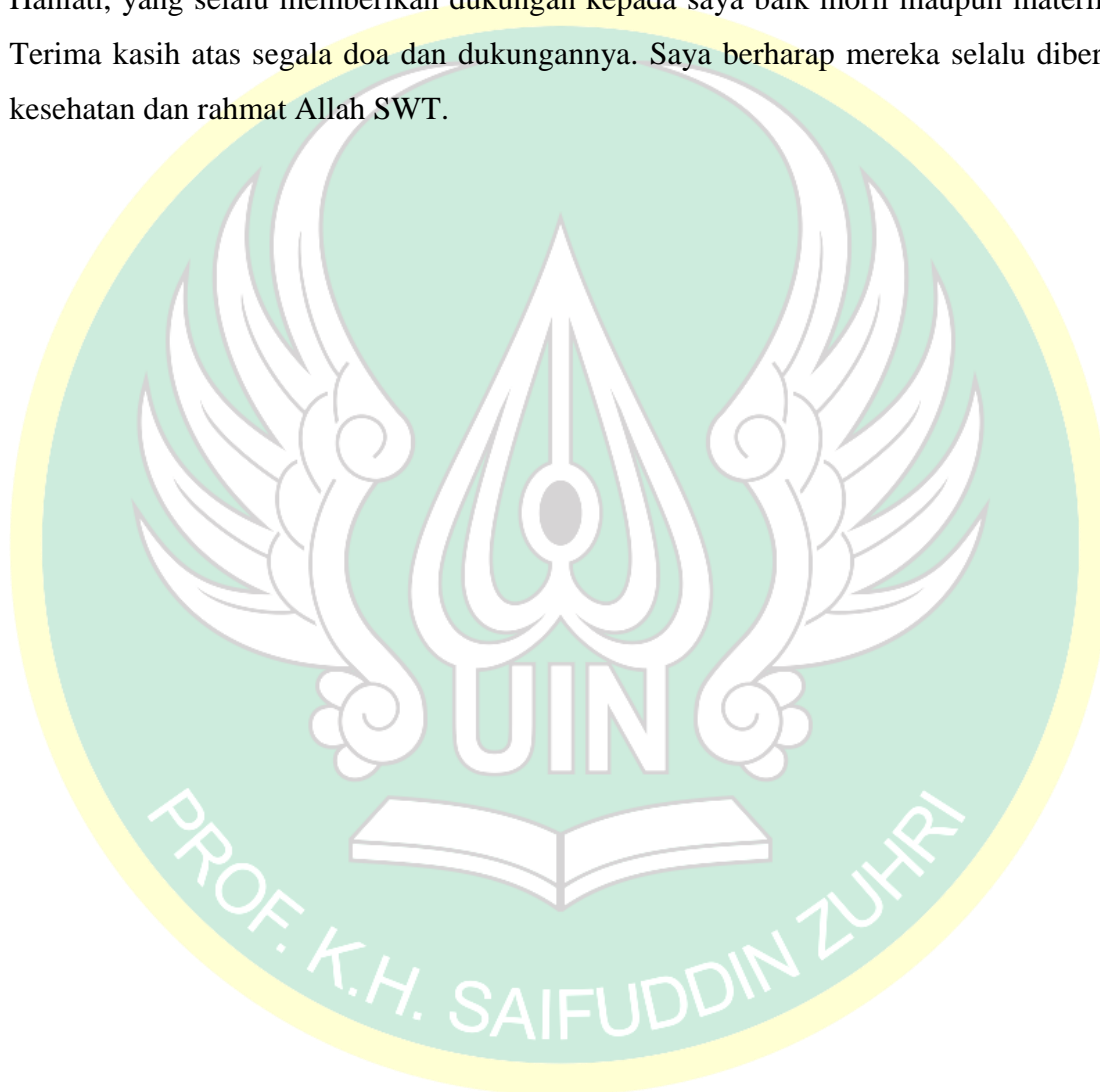 yang selalu memberikan dukungan kepada saya baik moril maupun
Terima kasih atas segala doa dan dukungannya. Saya berharap mereka selalu diber
kesehatan dan rahmat Allah SWT.
UIN
PROF. K.H. SAIFUDDIN ZUHRI